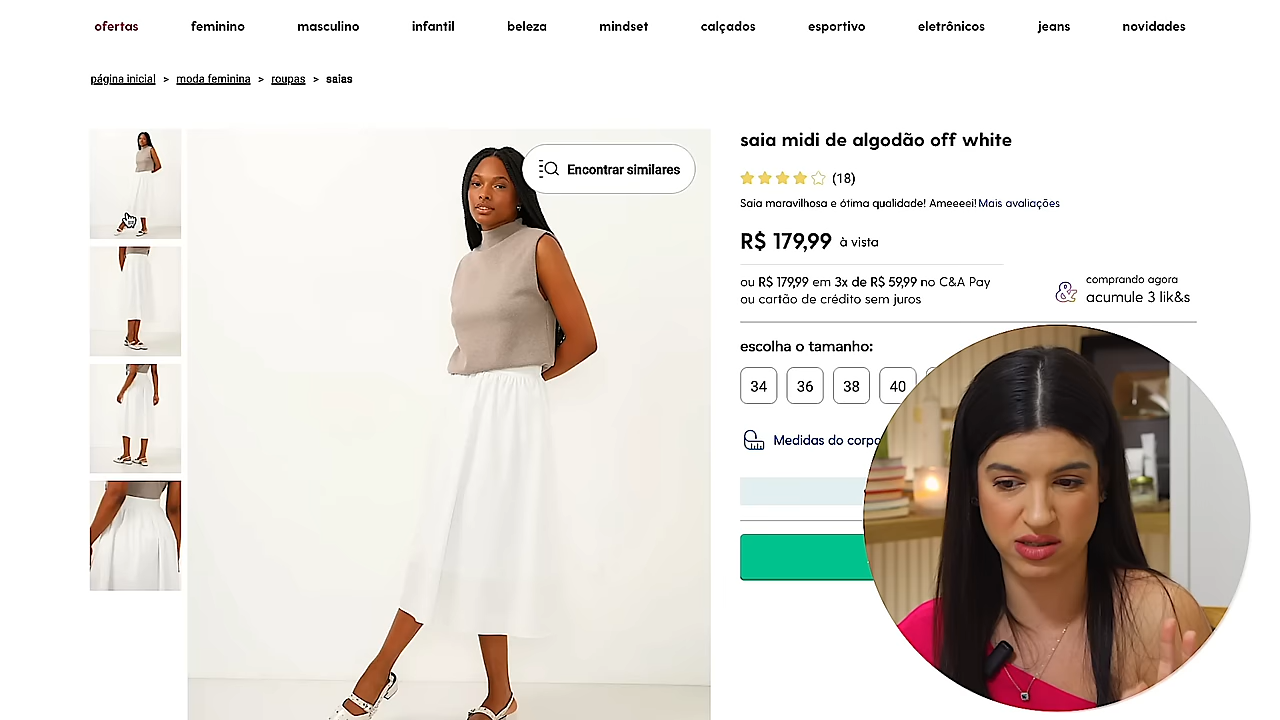 ofertas feminino masculino infantil beleza mindset calçados esportivo eletrônicos jeans novidades
página inicial > moda feminina > roupas > saias
Encontrar similares
saia midi de algodão off white
(18)
Saia maravilhosa e ótima qualidade! Ameeeei! Mais avaliações
R$ 179,99 à vista
ou R$ 179,99 em 3x de R$ 59,99 no C&A Pay
ou cartão de crédito sem juros
comprando agora
acumule 3 lik&s
escolha o tamanho:
34 36 38 40
Medidas do corpo